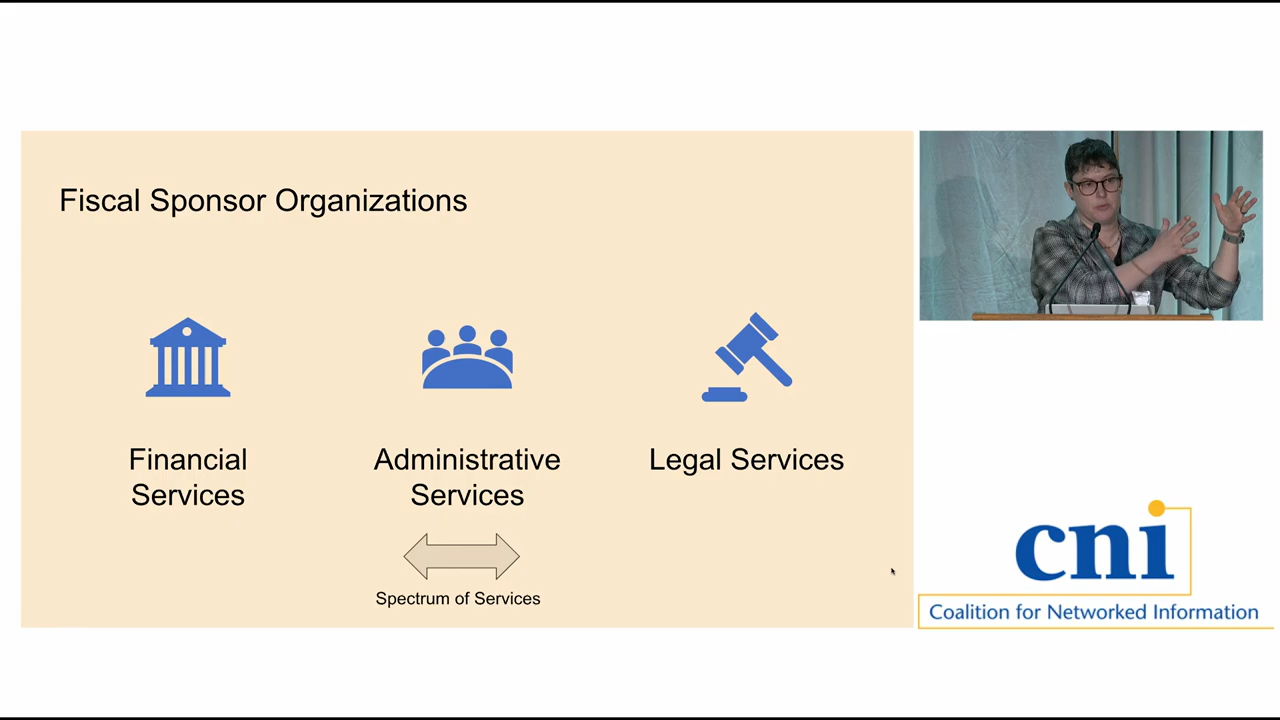 Fiscal Sponsor Organizations
Financial
Services
Administrative
Services
Legal Services
Spectrum of Services
cni
Coalition for Networked Information